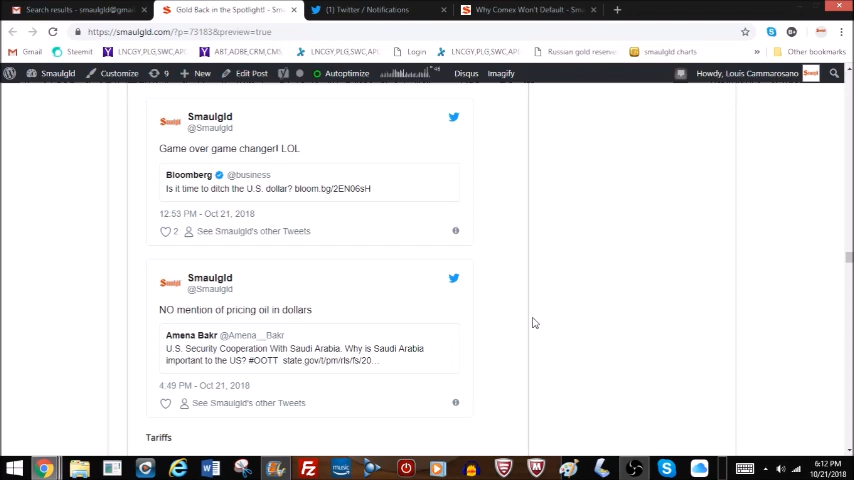 Search results - smaulgld@gmai
Gold Back in the Spotlight! - Sma
(1) Twitter / Notifications
Why Comex Won't Default - Sma
https://smaulgld.com/?p=73183&preview=true
Gmail
Steemit
LNCGY,PLG,SWC,API
ABT,ADBE,CRM,CMS
LNCGY,PLG,SWC,API
Login
LNCGY,PLG,SWC,API
Russian gold reserve
smaulgld charts
»
Other bookmarks
Smaulgld
Customize
9
New
Edit Post
Autoptimize
Disqus
Imagify
Howdy, Louis Cammarosano
Smaulgld
@Smaulgld
Game over game changer! LOL
Bloomberg @business
Is it time to ditch the U.S. dollar? bloom.bg/2EN06sH
12:53 PM - Oct 21, 2018
2 See Smaulgld's other Tweets
Smaulgld
@Smaulgld
NO mention of pricing oil in dollars
Amena Bakr @Amena__Bakr
U.S. Security Cooperation With Saudi Arabia. Why is Saudi Arabia
important to the US? #OOTT state.gov/t/pm/rls/fs/20...
4:49 PM - Oct 21, 2018
See Smaulgld's other Tweets
Tariffs
6:12 PM
10/21/2018